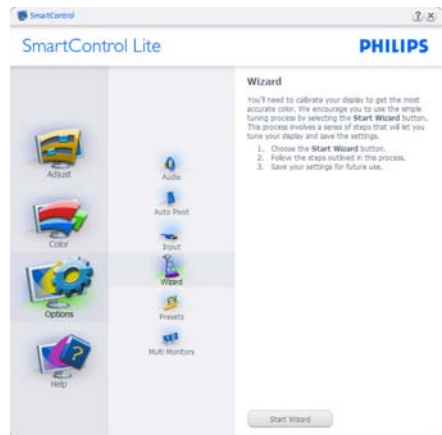 SmartControl
SmartControl Lite
PHILIPS
Adjust
Color
Options
Help
Audio
Auto Pivot
Input
Wizard
Presets
Multi Monitors
Wizard
You'll need to calibrate your display to get the most
accurate color. We encourage you to use the simple
tuning process by selecting the Start Wizard button.
This process involves a series of steps that will let you
tune your display and save the settings.
1. Choose the Start Wizard button.
2. Follow the steps outlined in this process.
3. Save your settings for future use.
Start Wizard